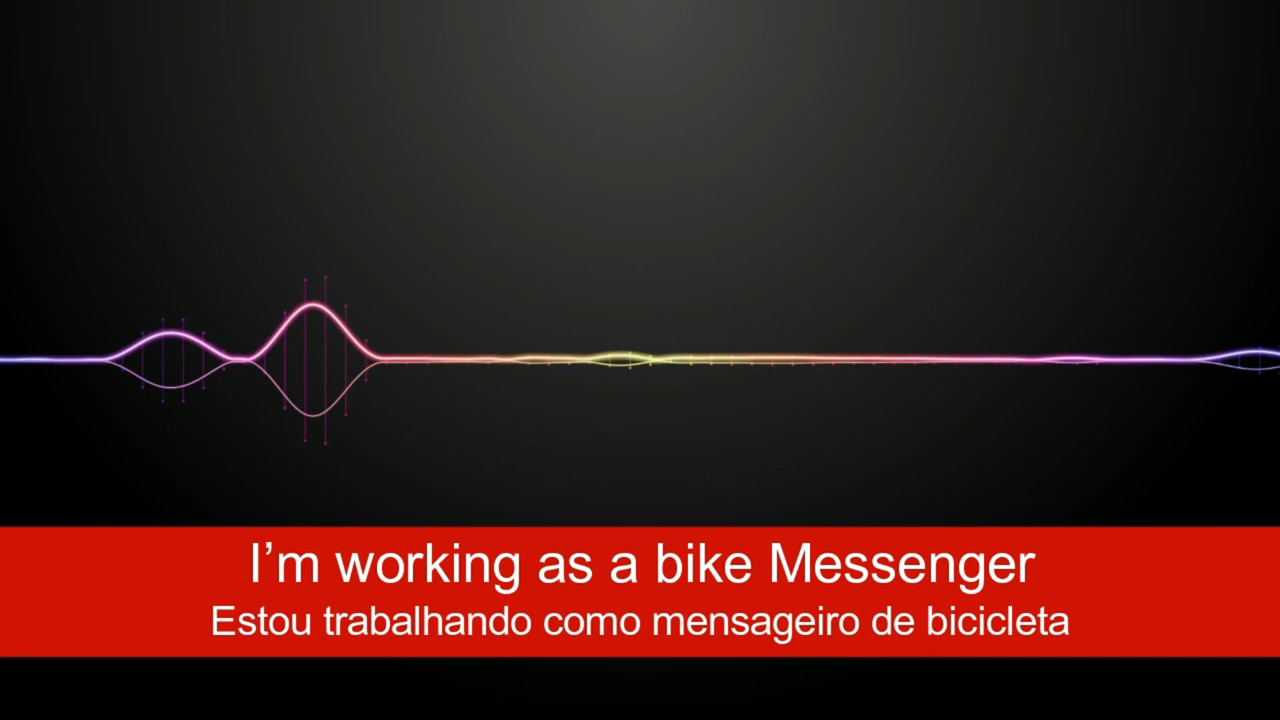 I’m working as a bike Messenger
Estou trabalhando como mensageiro de bicicleta